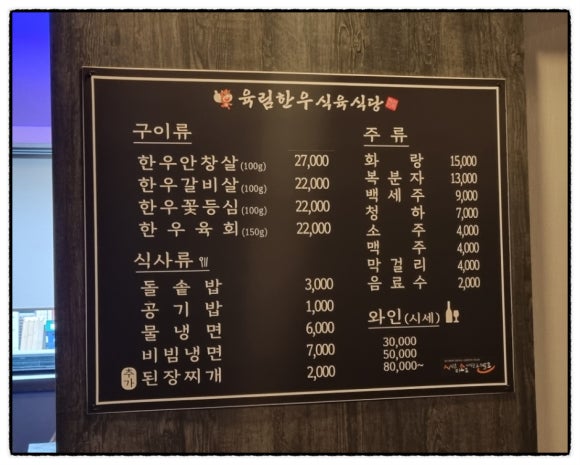 육림한우식육식당
구이류
한우안창살(100g) 27,000
한우갈비살(100g) 22,000
한우꽃등심(100g) 22,000
한우육회(150g) 22,000
식사류
돌솥밥 3,000
공기밥 1,000
물냉면 6,000
비빔냉면 7,000
추가 된장찌개 2,000
주류
화랑 15,000
복분자 13,000
백세주 9,000
청하 7,000
소주 4,000
맥주 4,000
막걸리 4,000
음료수 2,000
와인(시세)
30,000
50,000
80,000~